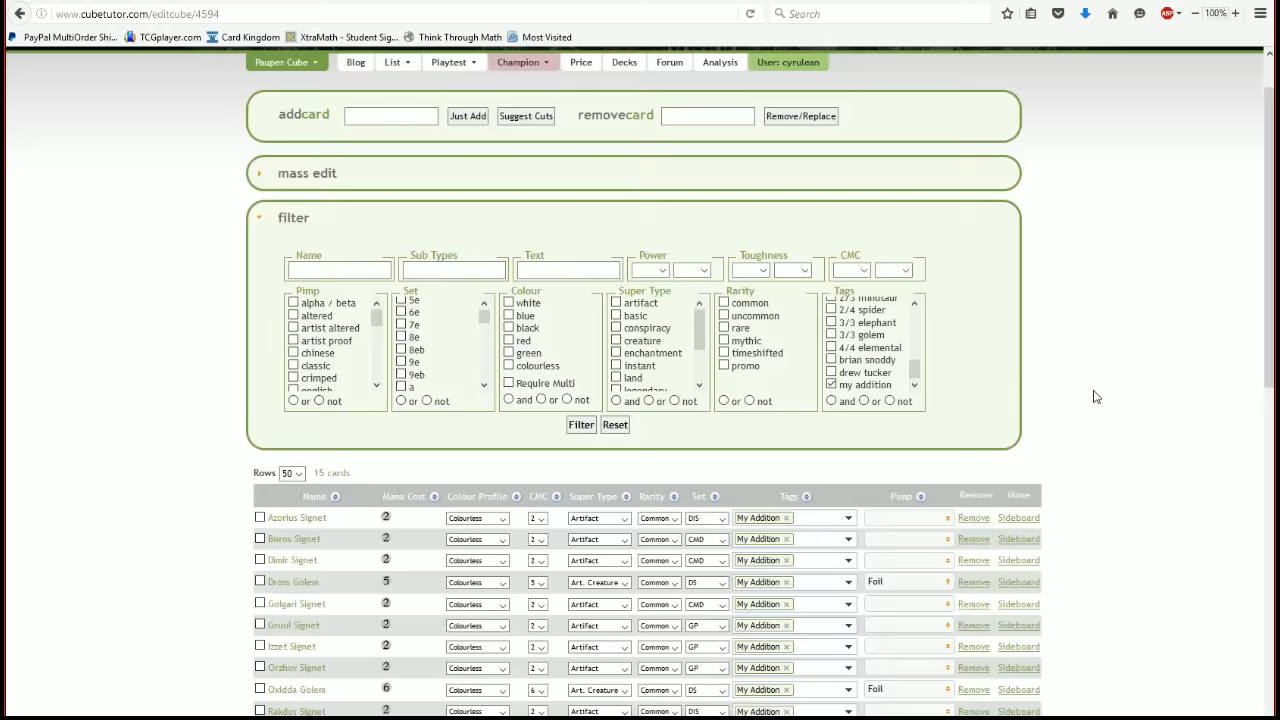 www.cubetutor.com/editcube/4594
Search
100%
PayPal MultiOrder Shi...
TCGplayer.com
Card Kingdom
XtraMath - Student Sig...
Think Through Math
Most Visited
Pauper Cube
Blog
List
Playtest
Champion
Price
Decks
Forum
Analysis
User: cyrulean
addcard
Just Add
Suggest Cuts
removecard
Remove/Replace
mass edit
filter
Name
Sub Types
Text
Power
Toughness
CMC
Pimp
alpha / beta
altered
artist altered
artist proof
chinese
classic
crimped
english
or not
Set
5e
6e
7e
8e
8eb
9e
9eb
a
or not
Colour
white
blue
black
red
green
colourless
Require Multi
and or not
Super Type
artifact
basic
conspiracy
creature
enchantment
instant
land
legendary
and or not
Rarity
common
uncommon
rare
mythic
timeshifted
promo
or not
Tags
2/3 minotaur
2/4 spider
3/3 elephant
3/3 golem
4/4 elemental
brian snoddy
drew tucker
my addition
and or not
Filter Reset
Rows 50 15 cards
Name Mana Cost Colour Profile CMC Super Type Rarity Set Tags Pimp Remove Move
Azorius Signet 2 Colourless 2 Artifact Common DIS My Addition × Remove Sideboard
Boros Signet 2 Colourless 2 Artifact Common CMD My Addition × Remove Sideboard
Dimir Signet 2 Colourless 2 Artifact Common CMD My Addition × Remove Sideboard
Dross Golem 5 Colourless 5 Art. Creature Common DS My Addition × Foil Remove Sideboard
Golgari Signet 2 Colourless 2 Artifact Common CMD My Addition × Remove Sideboard
Gruul Signet 2 Colourless 2 Artifact Common GP My Addition × Remove Sideboard
Izzet Signet 2 Colourless 2 Artifact Common GP My Addition × Remove Sideboard
Orzhov Signet 2 Colourless 2 Artifact Common GP My Addition × Remove Sideboard
Oxidda Golem 6 Colourless 6 Art. Creature Common DS My Addition × Foil Remove Sideboard
Rakdos Signet 2 Colourless 2 Artifact Common DIS My Addition × Remove Sideboard